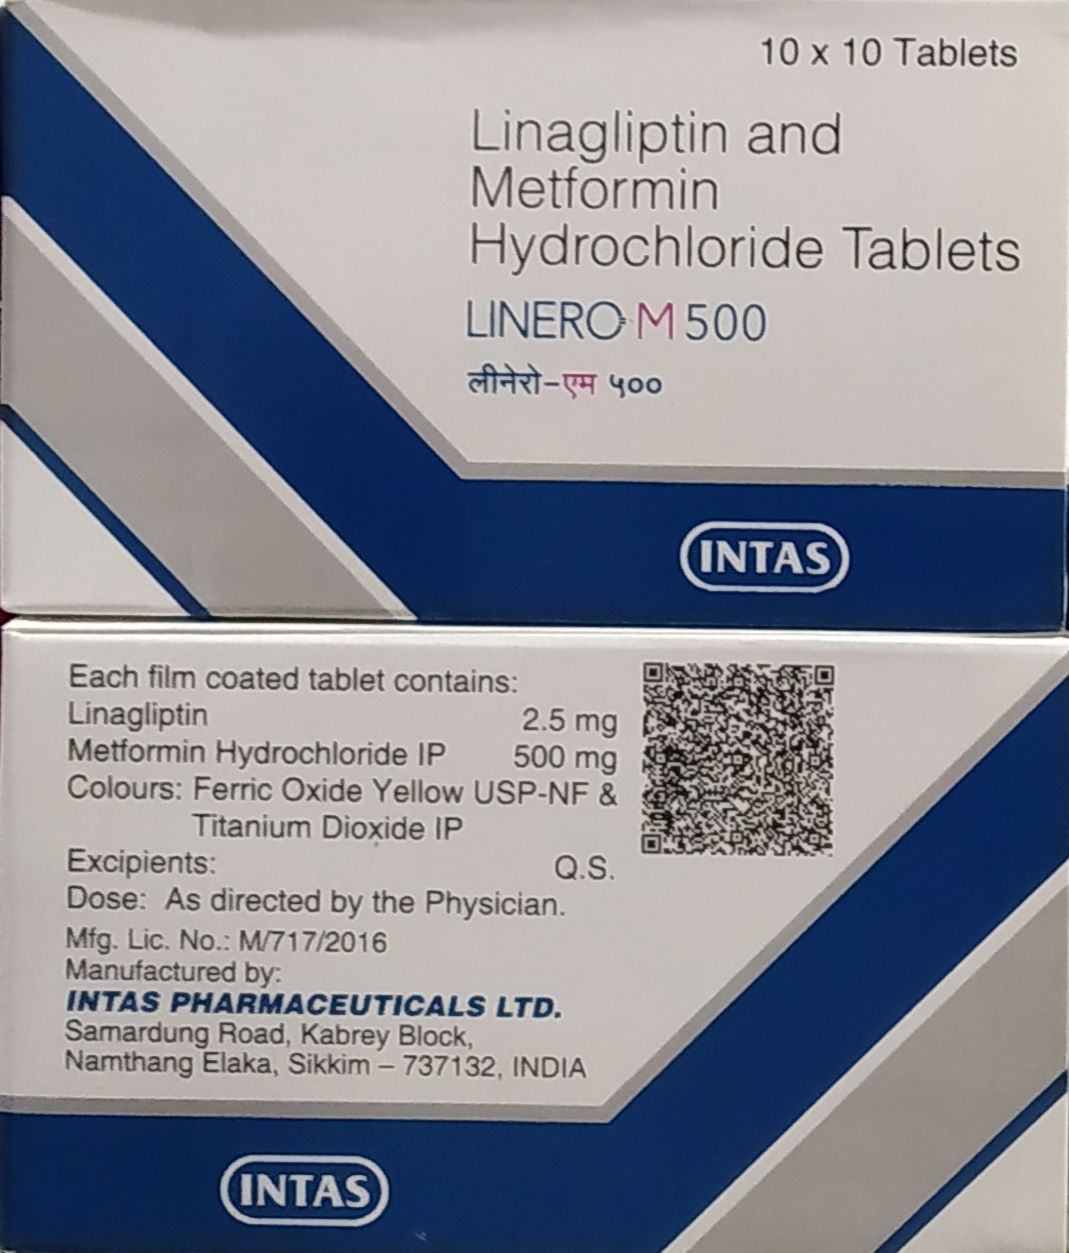 10 x 10 Tablets
Linagliptin and
Metformin
Hydrochloride Tablets
LINERO-M 500
लीनेरो-एम ५००
INTAS
Each film coated tablet contains:
Linagliptin 2.5 mg
Metformin Hydrochloride IP 500 mg
Colours: Ferric Oxide Yellow USP-NF &
Titanium Dioxide IP
Excipients: Q.S.
Dose: As directed by the Physician.
Mfg. Lic. No.: M/717/2016
Manufactured by:
INTAS PHARMACEUTICALS LTD.
Samardung Road, Kabrey Block,
Namthang Elaka, Sikkim – 737132, INDIA
INTAS